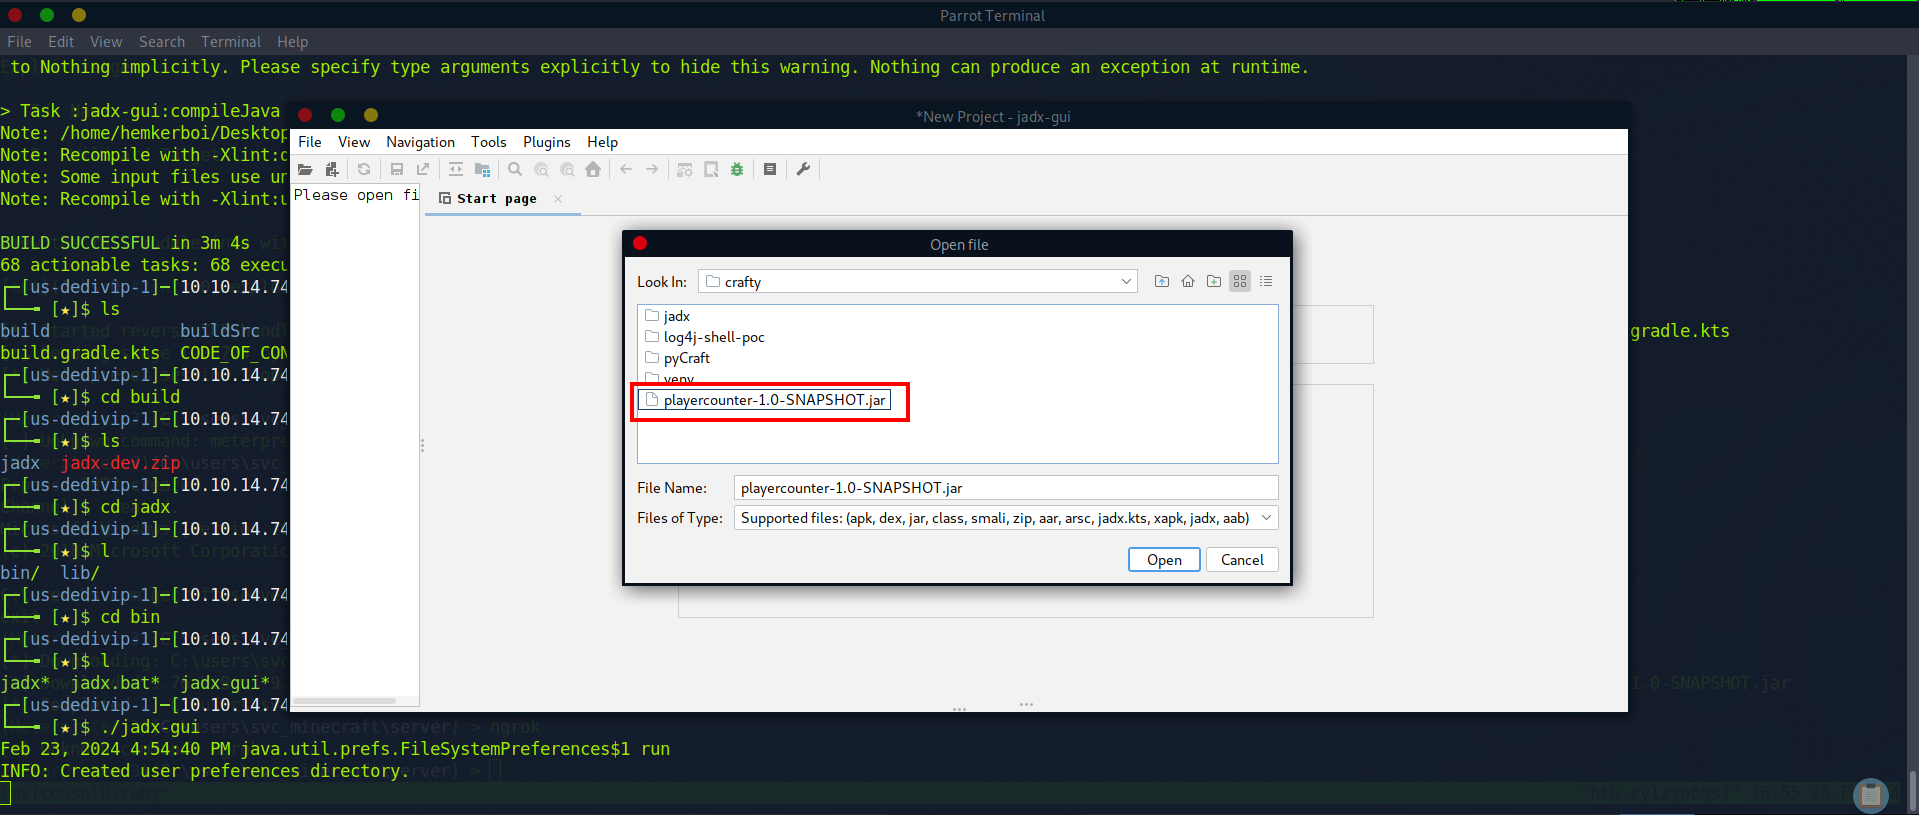 Parrot Terminal
File Edit View Search Terminal Help
to Nothing implicitly. Please specify type arguments explicitly to hide this warning. Nothing can produce an exception at runtime.
> Task :jadx-gui:compileJava
Note: /home/hemkerboi/Desktop
Note: Recompile with -Xlint:
Note: Some input files use
Note: Recompile with -Xlint:
BUILD SUCCESSFUL in 3m 4s
68 actionable tasks: 68 execu
[us-dedivip-1]─[10.10.14.74
[★]$ ls
build buildSrc gradle.kts
build.gradle.kts CODE_OF_CON
[us-dedivip-1]─[10.10.14.74
[★]$ cd build
[us-dedivip-1]─[10.10.14.74
[★]$ ls
jadx jadx-dev.zip
[us-dedivip-1]─[10.10.14.74
[★]$ cd jadx
[us-dedivip-1]─[10.10.14.74
[★]$ l
bin/ lib/
[us-dedivip-1]─[10.10.14.74
[★]$ cd bin
[us-dedivip-1]─[10.10.14.74
[★]$ l
jadx* jadx.bat* jadx-gui*
[us-dedivip-1]─[10.10.14.74
[★]$ ./jadx-gui
Feb 23, 2024 4:54:40 PM java.util.prefs.FileSystemPreferences$1 run
INFO: Created user preferences directory.
*New Project - jadx-gui
File View Navigation Tools Plugins Help
Please open fi
Start page
Open file
Look In: crafty
jadx
log4j-shell-poc
pyCraft
venv
playercounter-1.0-SNAPSHOT.jar
File Name: playercounter-1.0-SNAPSHOT.jar
Files of Type: Supported files: (apk, dex, jar, class, smali, zip, aar, arsc, jadx.kts, xapk, jadx, aab)
Open Cancel
1.0-SNAPSHOT.jar